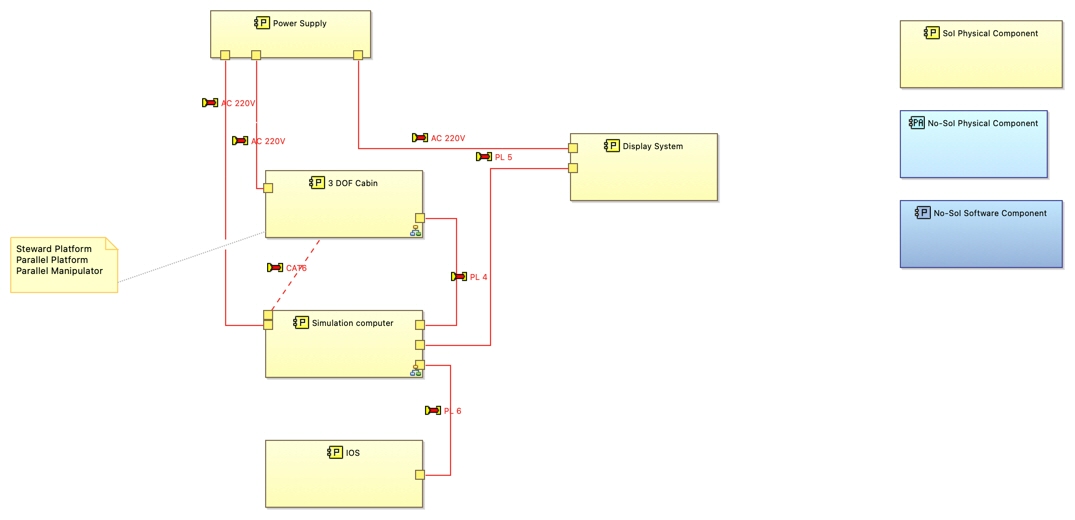 Power Supply
Sol Physical Component
AC 220V
AC 220V
AC 220V
PL 5
Display System
No-Sol Physical Component
3 DOF Cabin
No-Sol Software Component
Steward Platform
Parallel Platform
Parallel Manipulator
CAT6
PL 4
Simulation computer
PL 6
IOS